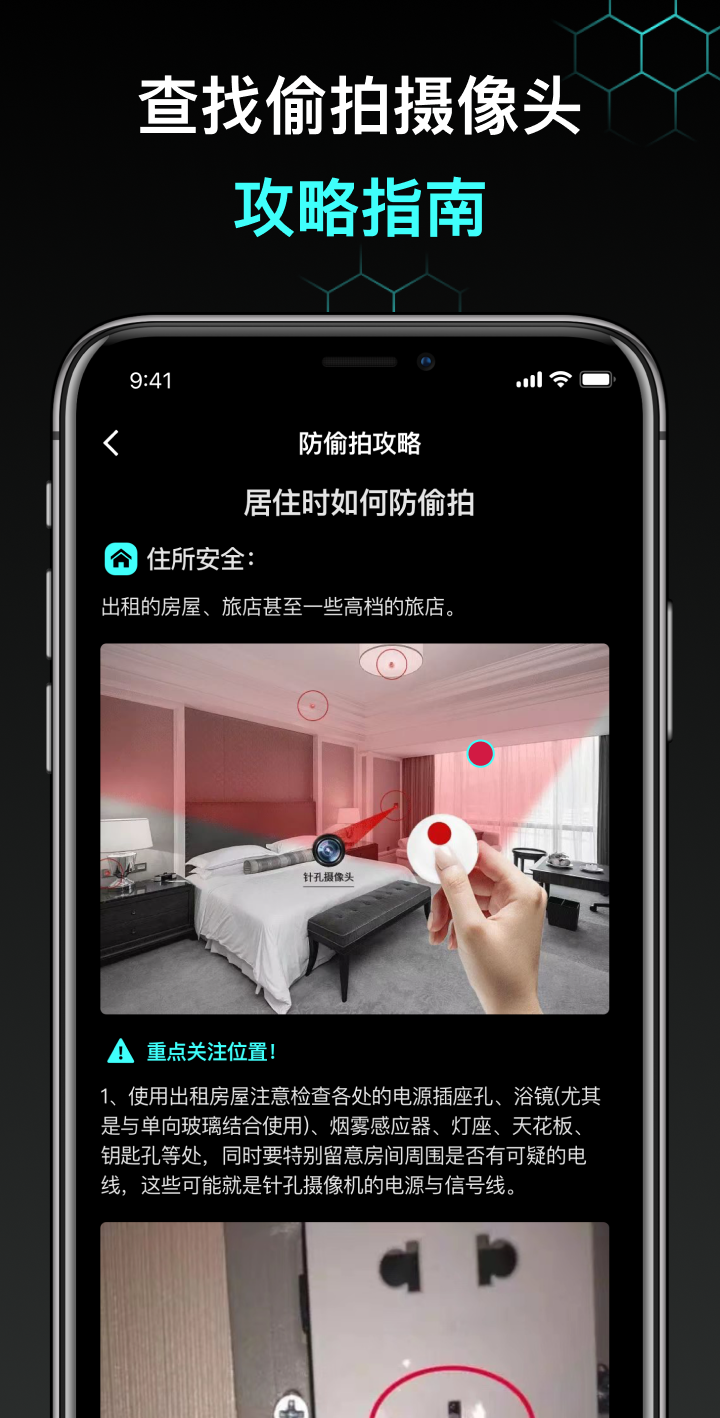 查找偷拍摄像头
攻略指南
9:41
防偷拍攻略
居住时如何防偷拍
住所安全：
出租的房屋、旅店甚至一些高档的旅店。
针孔摄像头
重点关注位置！
1、使用出租房屋注意检查各处的电源插座孔、浴镜(尤其
是与单向玻璃结合使用)、烟雾感应器、灯座、天花板、
钥匙孔等处，同时要特别留意房间周围是否有可疑的电
线，这些可能就是针孔摄像机的电源与信号线。